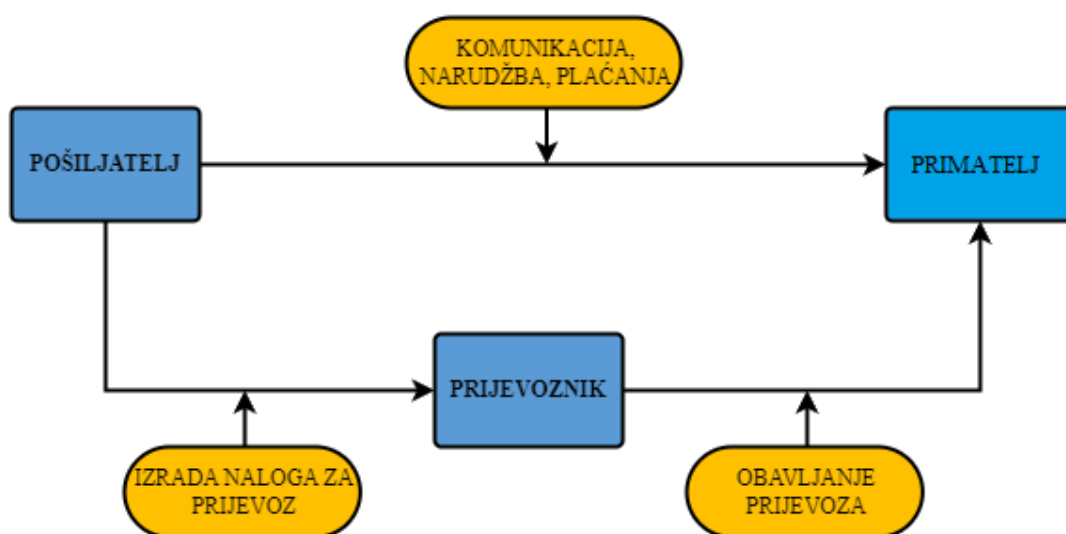 KOMUNIKACIJA,
NARUDŽBA, PLAĆANJA
POŠILJATELJ
PRIMATELJ
PRIJEVOZNIK
IZRADA NALOGA ZA
PRIJEVOZ
OBAVLJANJE
PRIJEVOZA